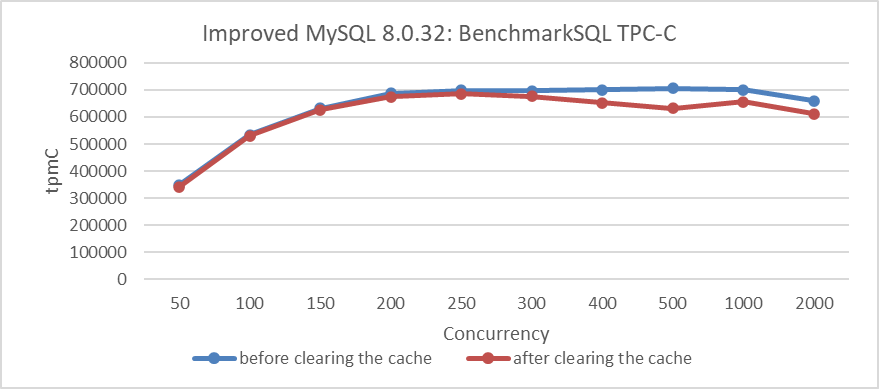 Improved MySQL 8.0.32: BenchmarkSQL TPC-C
800000
700000
600000
500000
400000
300000
200000
100000
0
tpmC
50 100 150 200 250 300 400 500 1000 2000
Concurrency
before clearing the cache after clearing the cache